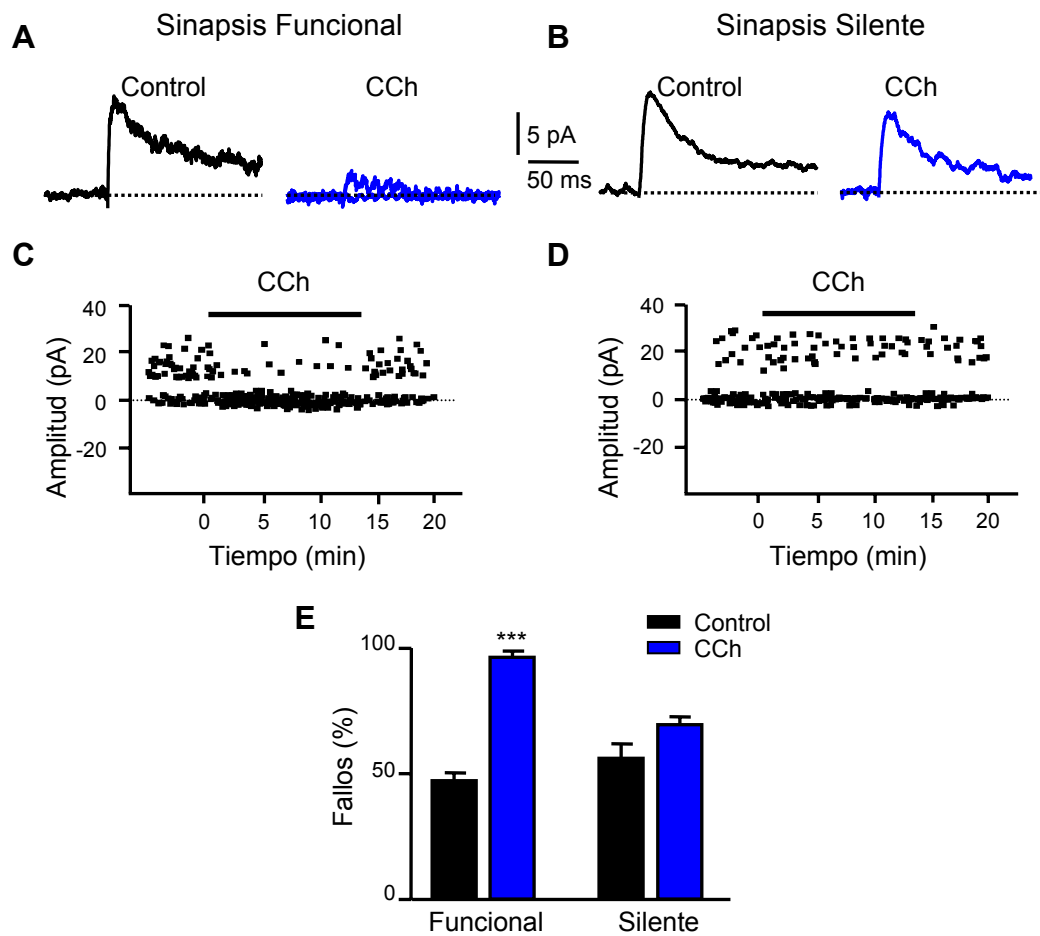 A
Sinapsis Funcional
B
Sinapsis Silente
Control
CCh
5 pA
50 ms
Control
CCh
C
CCh
40
20
0
-20
Amplitud (pA)
0 5 10 15 20
Tiempo (min)
D
CCh
40
20
0
-20
Amplitud (pA)
0 5 10 15 20
Tiempo (min)
E
Control
CCh
***
100
50
0
Fallos (%)
Funcional
Silente